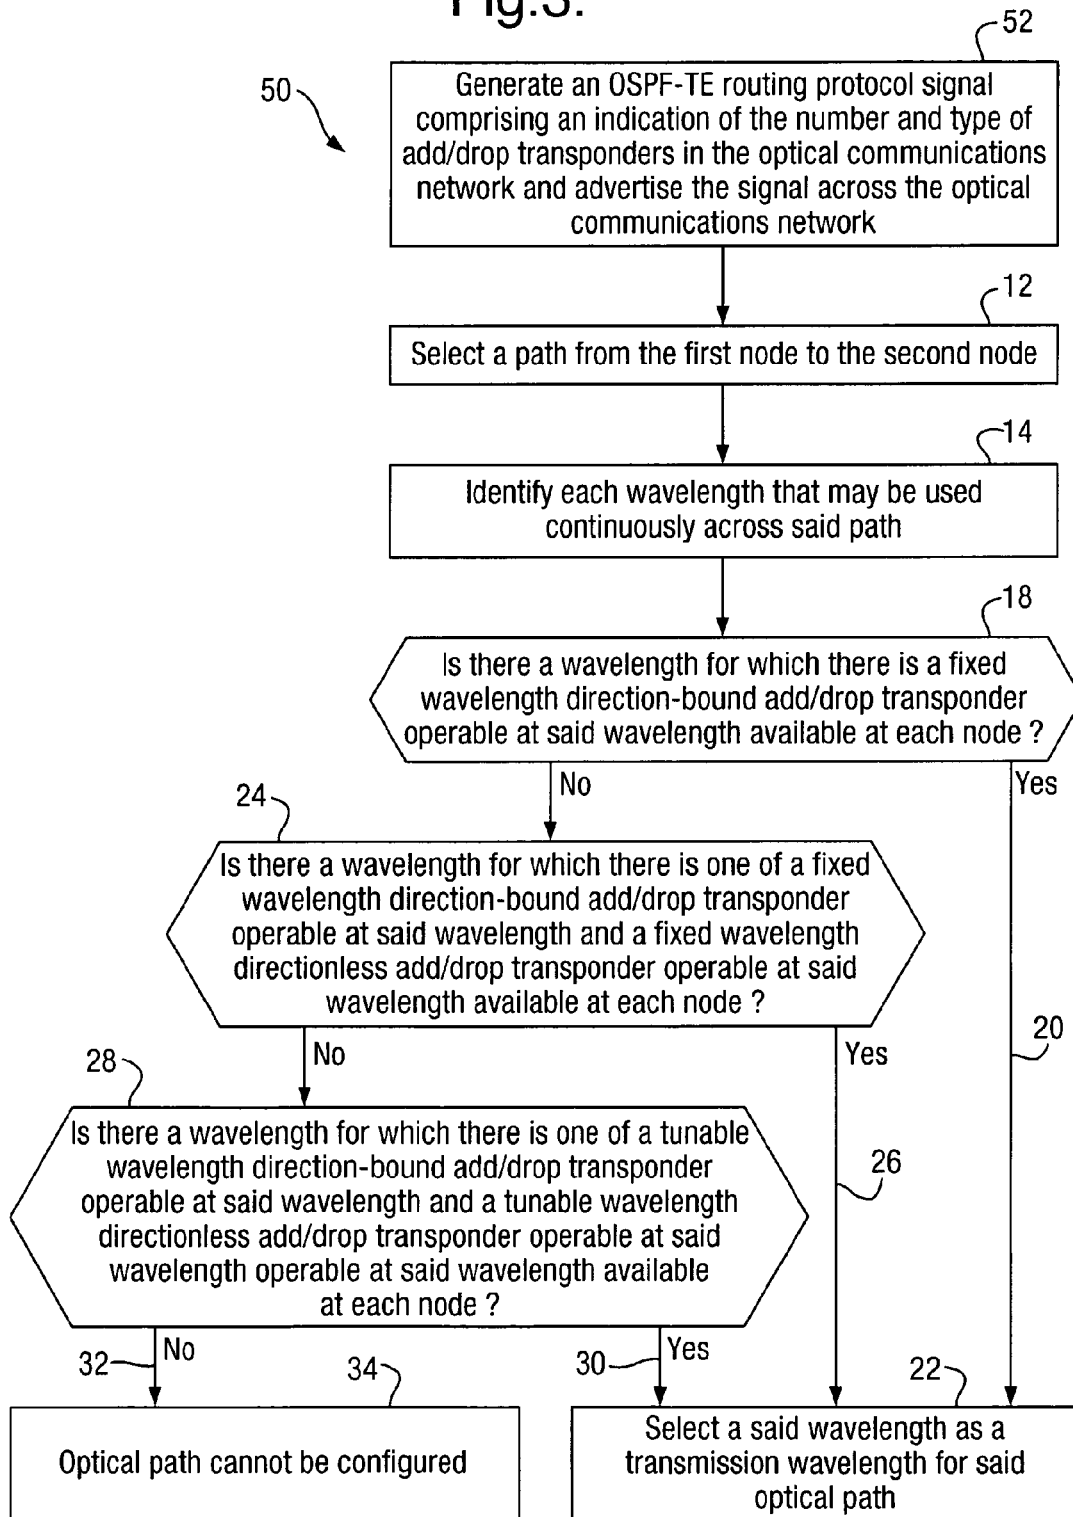 Fig.3.
52
50
Generate an OSPF-TE routing protocol signal
comprising an indication of the number and type of
add/drop transponders in the optical communications
network and advertise the signal across the optical
communications network
12
Select a path from the first node to the second node
14
Identify each wavelength that may be used
continuously across said path
18
Is there a wavelength for which there is a fixed
wavelength direction-bound add/drop transponder
operable at said wavelength available at each node ?
No
Yes
24
Is there a wavelength for which there is one of a fixed
wavelength direction-bound add/drop transponder
operable at said wavelength and a fixed wavelength
directionless add/drop transponder operable at said
wavelength available at each node ?
20
No
Yes
28
Is there a wavelength for which there is one of a tunable
wavelength direction-bound add/drop transponder
operable at said wavelength and a tunable wavelength
directionless add/drop transponder operable at said
wavelength operable at said wavelength available
at each node ?
26
No
Yes
32
34
30
22
Optical path cannot be configured
Select a said wavelength as a
transmission wavelength for said
optical path